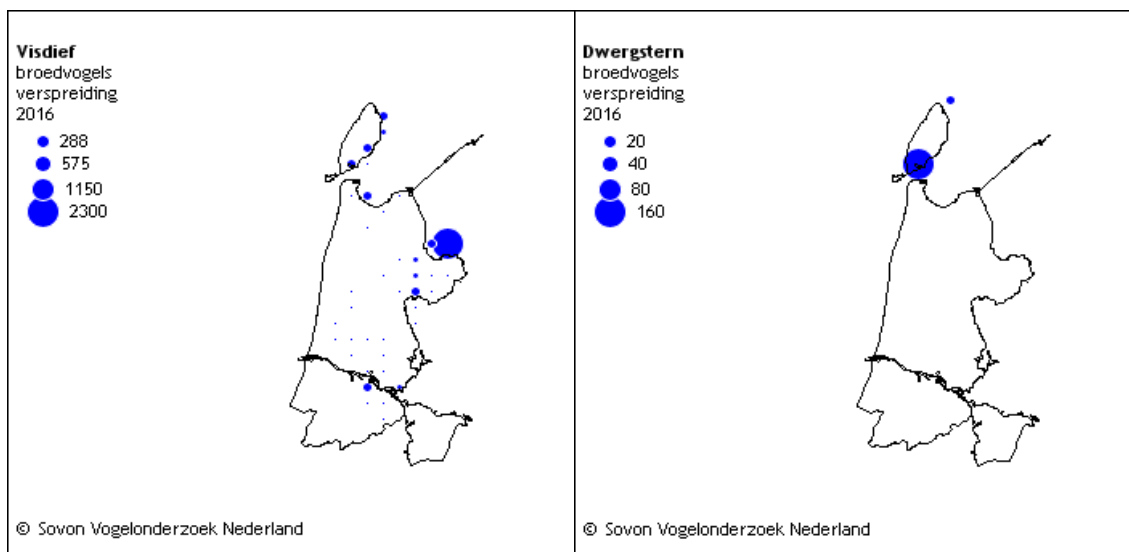 Visdief
broedvogels
verspreiding
2016
288
575
1150
2300
© Sovon Vogelonderzoek Nederland
Dwergstern
broedvogels
verspreiding
2016
20
40
80
160
© Sovon Vogelonderzoek Nederland